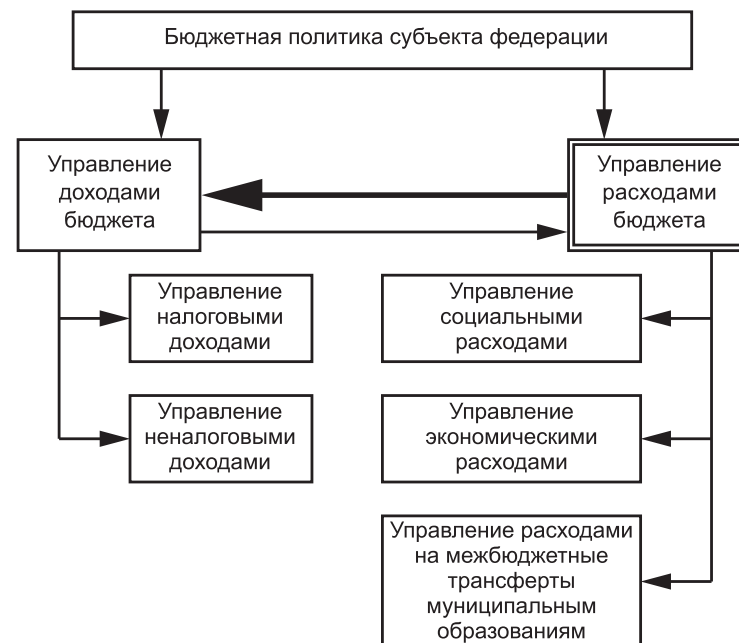 Бюджетная политика субъекта федерации
Управление
доходами
бюджета
Управление
расходами
бюджета
Управление
налоговыми
доходами
Управление
социальными
расходами
Управление
неналоговыми
доходами
Управление
экономическими
расходами
Управление расходами
на межбюджетные
трансферты
муниципальным
образованиям